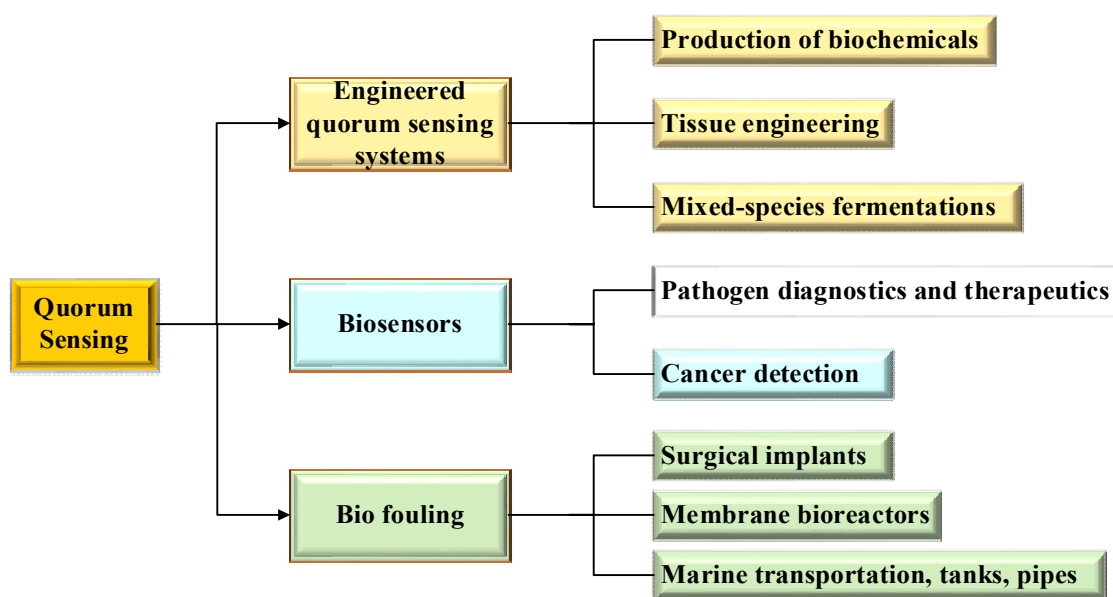 Quorum
Sensing
Engineered
quorum sensing
systems
Production of biochemicals
Tissue engineering
Mixed-species fermentations
Biosensors
Pathogen diagnostics and therapeutics
Cancer detection
Bio fouling
Surgical implants
Membrane bioreactors
Marine transportation, tanks, pipes